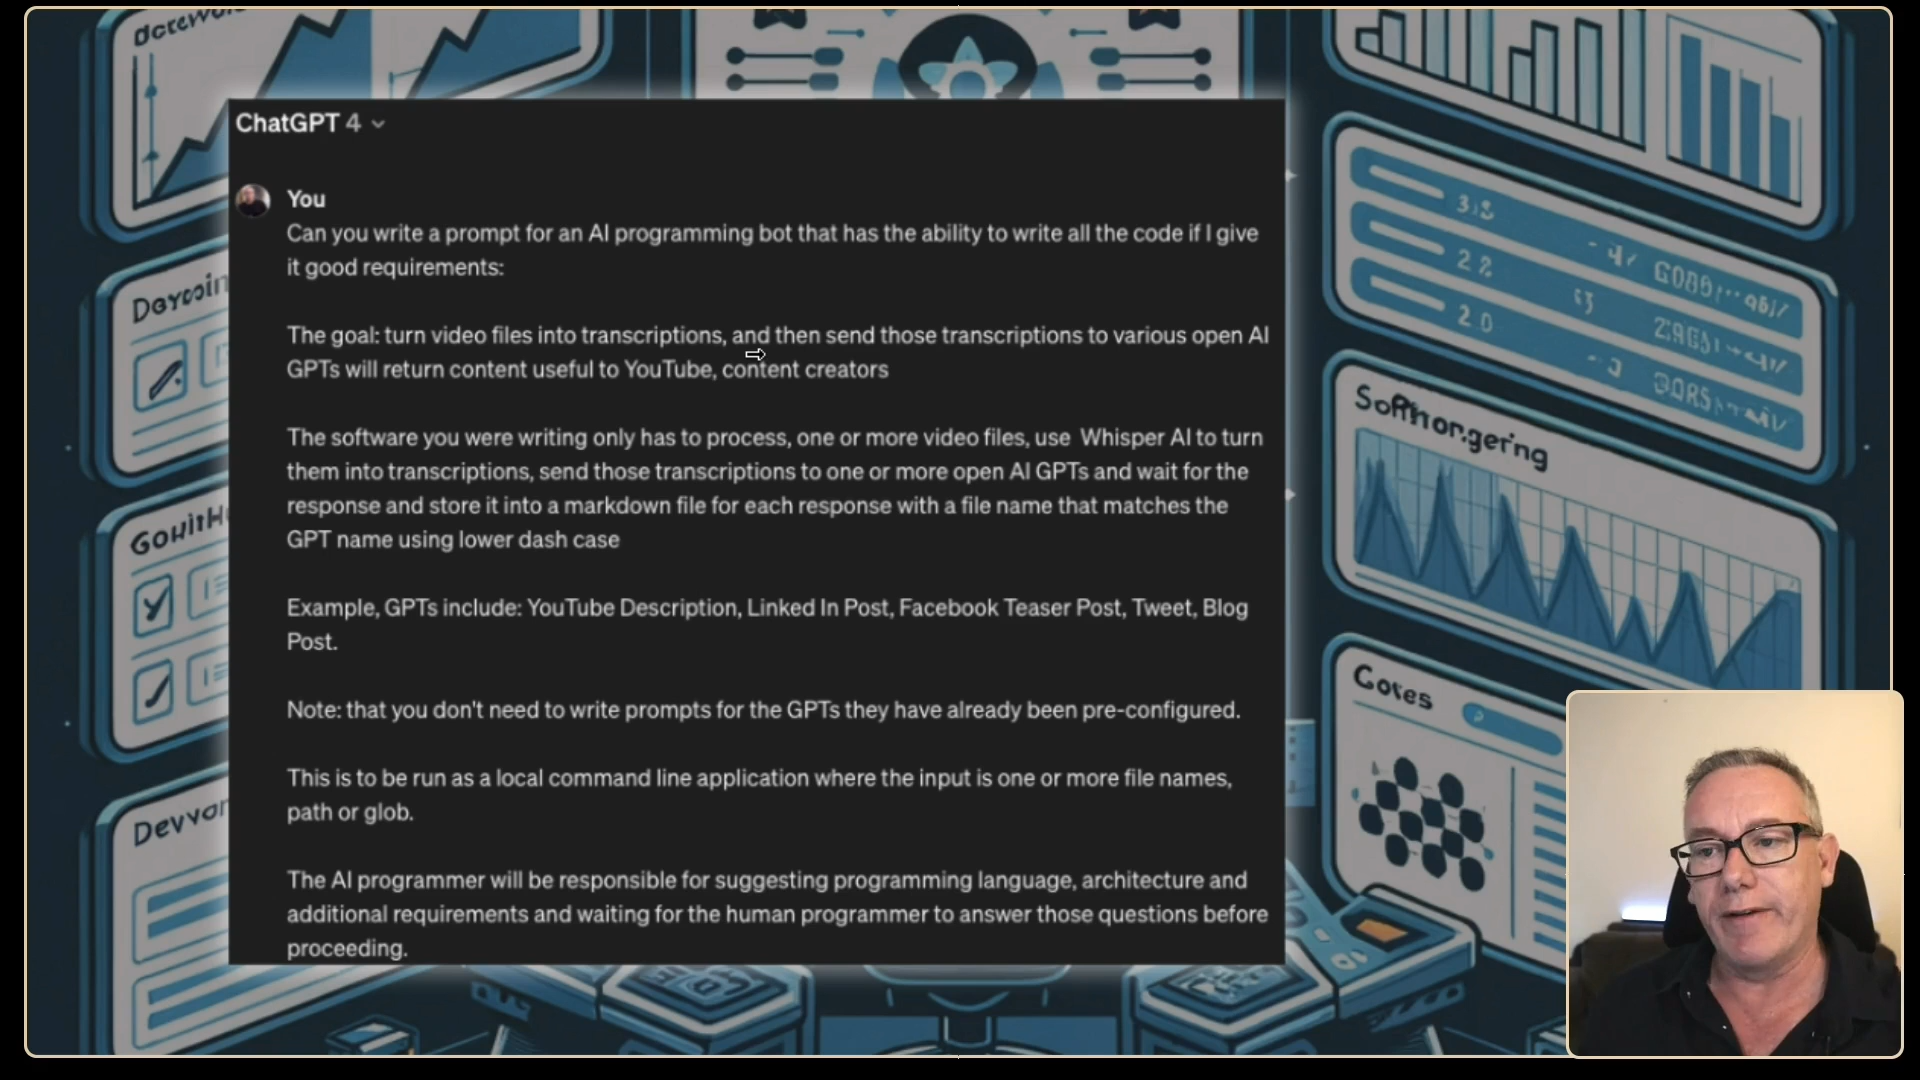 ChatGPT 4
You
Can you write a prompt for an AI programming bot that has the ability to write all the code if I give
it good requirements:
The goal: turn video files into transcriptions, and then send those transcriptions to various open AI
GPTs will return content useful to YouTube, content creators
The software you were writing only has to process, one or more video files, use  Whisper AI to turn
them into transcriptions, send those transcriptions to one or more open AI GPTs and wait for the
response and store it into a markdown file for each response with a file name that matches the
GPT name using lower dash case
Example, GPTs include: YouTube Description, Linked In Post, Facebook Teaser Post, Tweet, Blog
Post.
Note: that you don't need to write prompts for the GPTs they have already been pre-configured.
This is to be run as a local command line application where the input is one or more file names,
path or glob.
The AI programmer will be responsible for suggesting programming language, architecture and
additional requirements and waiting for the human programmer to answer those questions before
proceeding.
Gotes